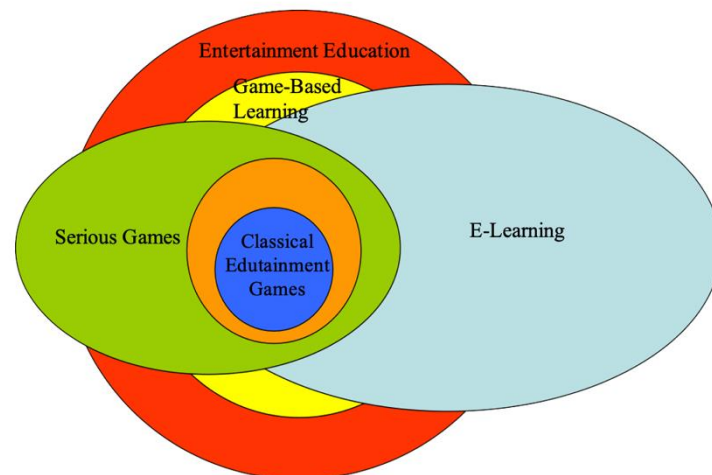 Entertainment Education
Game-Based
Learning
Serious Games
Classical
Edutainment
Games
E-Learning